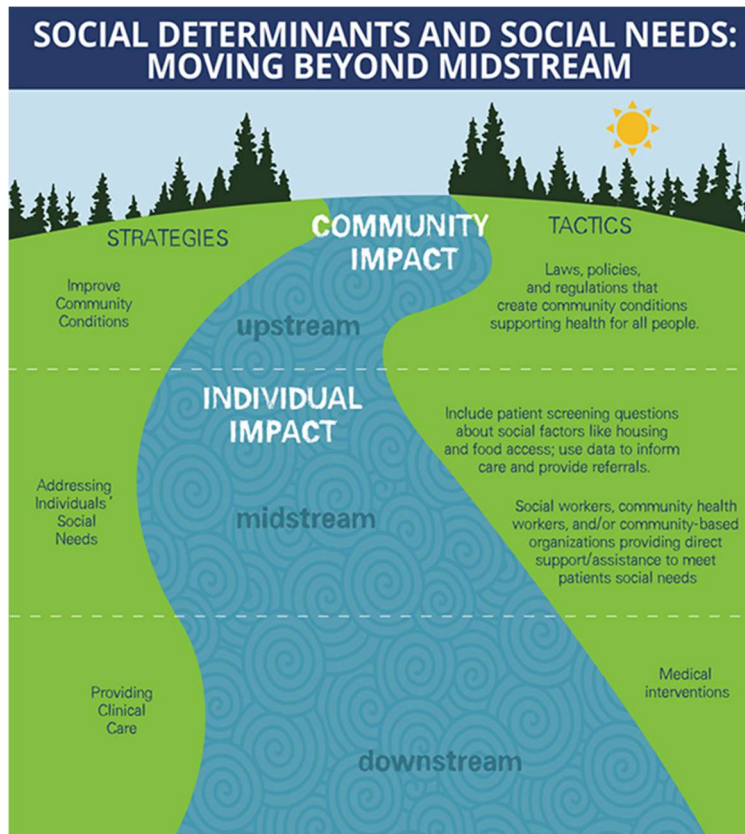 SOCIAL DETERMINANTS AND SOCIAL NEEDS:
MOVING BEYOND MIDSTREAM
STRATEGIES
COMMUNITY
IMPACT
TACTICS
Improve
Community
Conditions
upstream
Laws, policies,
and regulations that
create community conditions
supporting health for all people.
INDIVIDUAL
IMPACT
Addressing
Individuals'
Social
Needs
midstream
Include patient screening questions
about social factors like housing
and food access; use data to inform
care and provide referrals.
Social workers, community health
workers, and/or community-based
organizations providing direct
support/assistance to meet
patients social needs
Providing
Clinical
Care
downstream
Medical
interventions